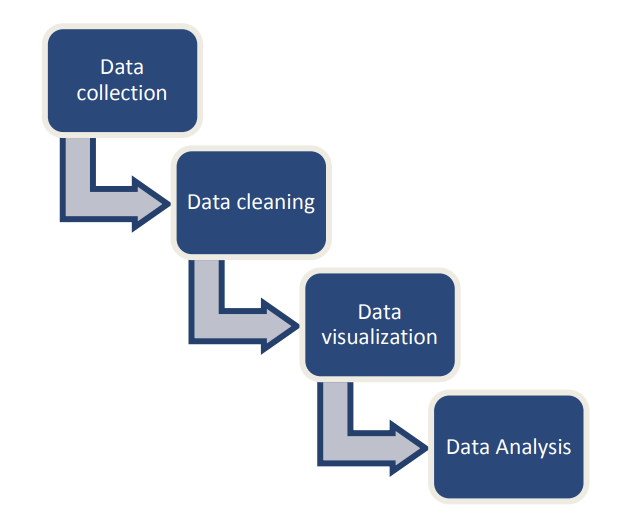 Data
collection
Data cleaning
Data
visualization
Data Analysis